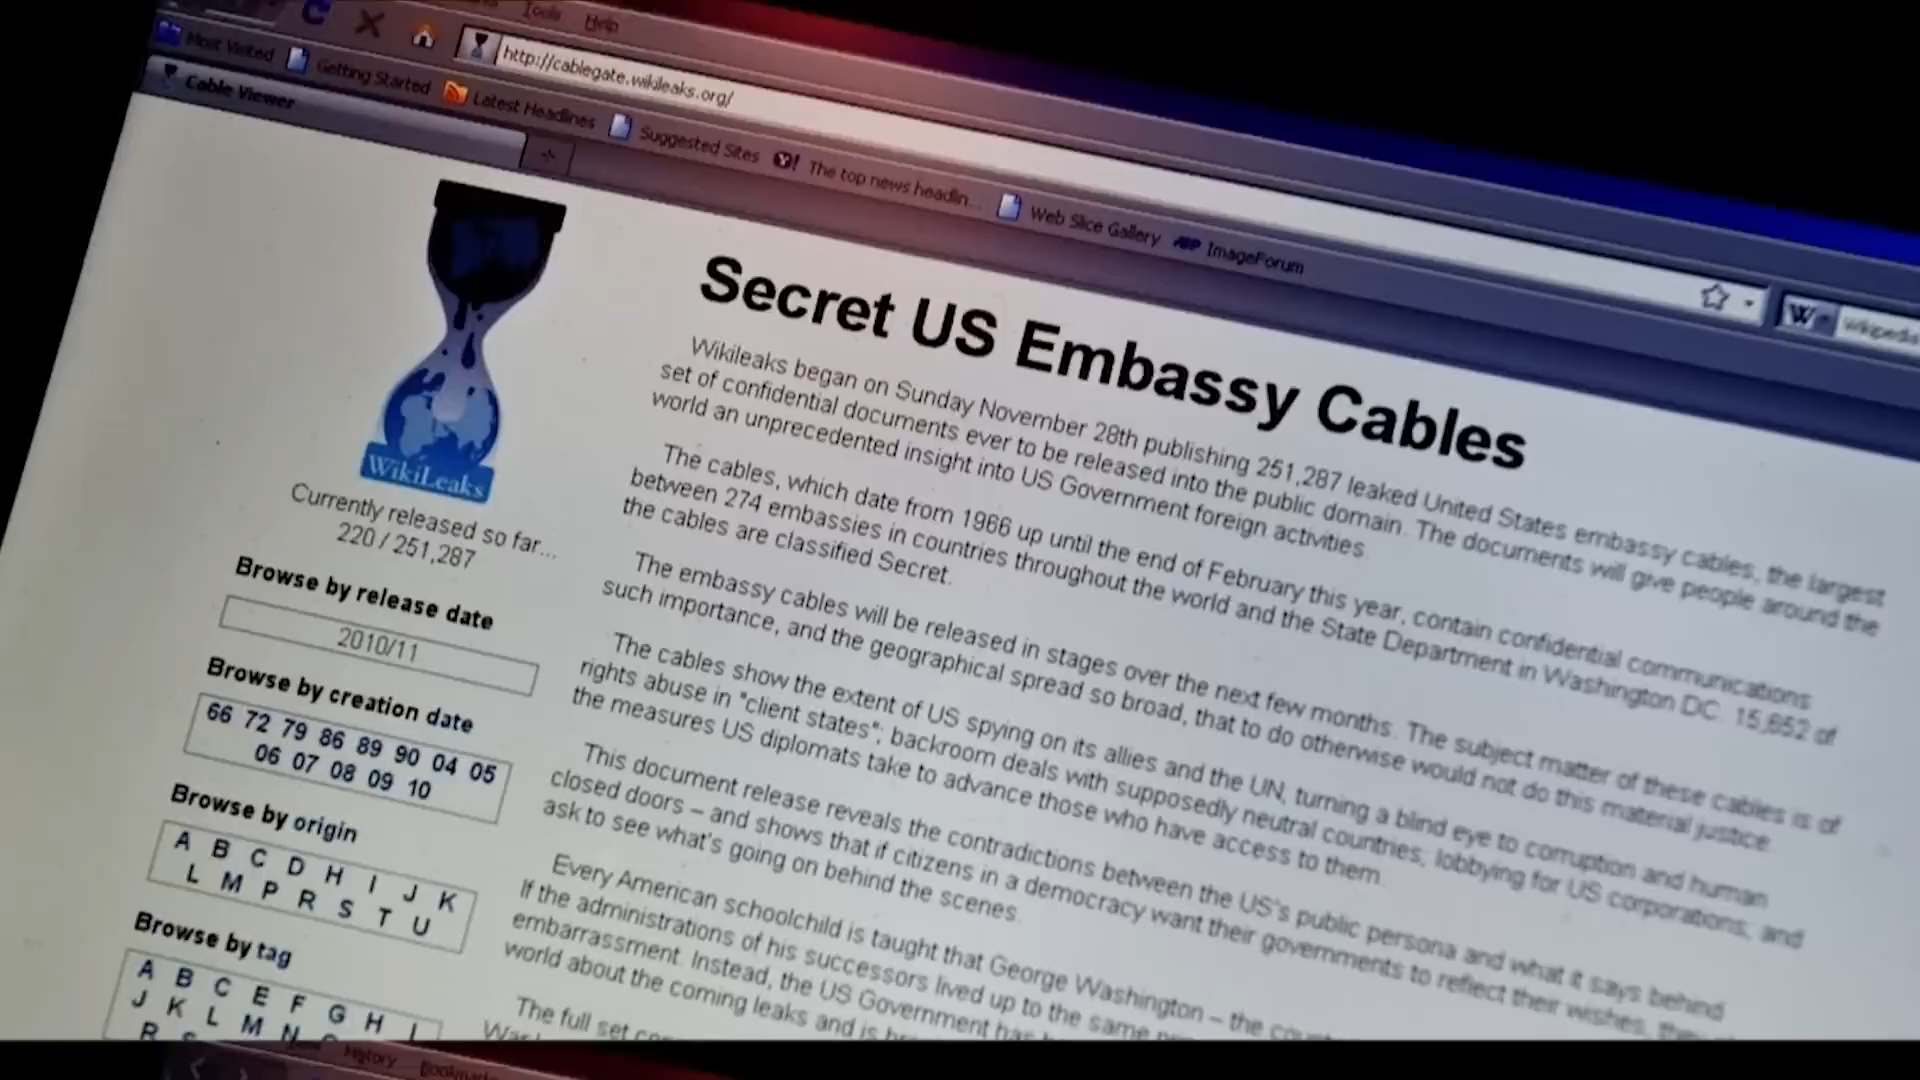 Tools Help
http://cablegate.wikileaks.org/
Most Visited Getting Started Latest Headlines Suggested Sites Y! The top news headlin... Web Slice Gallery AFP ImageForum
W
Cable Viewer
WikiLeaks
Currently released so far...
220 / 251,287
Browse by release date
2010/11
Browse by creation date
66 72 79 86 89 90 04 05
06 07 08 09 10
Browse by origin
A B C D H I J K
L M P R S T U
Browse by tag
A B C E F G H I
J K L M N
R S
Secret US Embassy Cables
Wikileaks began on Sunday November 28th publishing 251,287 leaked United States embassy cables, the largest
set of confidential documents ever to be released into the public domain. The documents will give people around the
world an unprecedented insight into US Government foreign activities.
The cables, which date from 1966 up until the end of February this year, contain confidential communications
between 274 embassies in countries throughout the world and the State Department in Washington DC. 15,652 of
the cables are classified Secret.
The embassy cables will be released in stages over the next few months. The subject matter of these cables is of
such importance, and the geographical spread so broad, that to do otherwise would not do this material justice.
The cables show the extent of US spying on its allies and the UN; turning a blind eye to corruption and human
rights abuse in "client states"; backroom deals with supposedly neutral countries; lobbying for US corporations; and
the measures US diplomats take to advance those who have access to them.
This document release reveals the contradictions between the US's public persona and what it says behind
closed doors – and shows that if citizens in a democracy want their governments to reflect their wishes, they
ask to see what's going on behind the scenes.
Every American schoolchild is taught that George Washington – the
If the administrations of his successors lived up to the same
embarrassment. Instead, the US Government has
world about the coming leaks and is
The full set
History Bookmarks